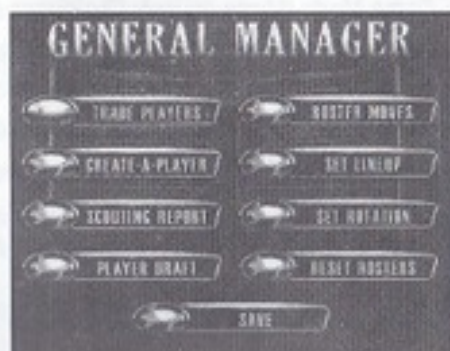 GENERAL MANAGER
TRADE PLAYERS
ROSTER MOVES
CREATE-A-PLAYER
SET LINEUP
SCOUTING REPORT
SET ROTATION
PLAYER DRAFT
RESET ROSTERS
SAVE